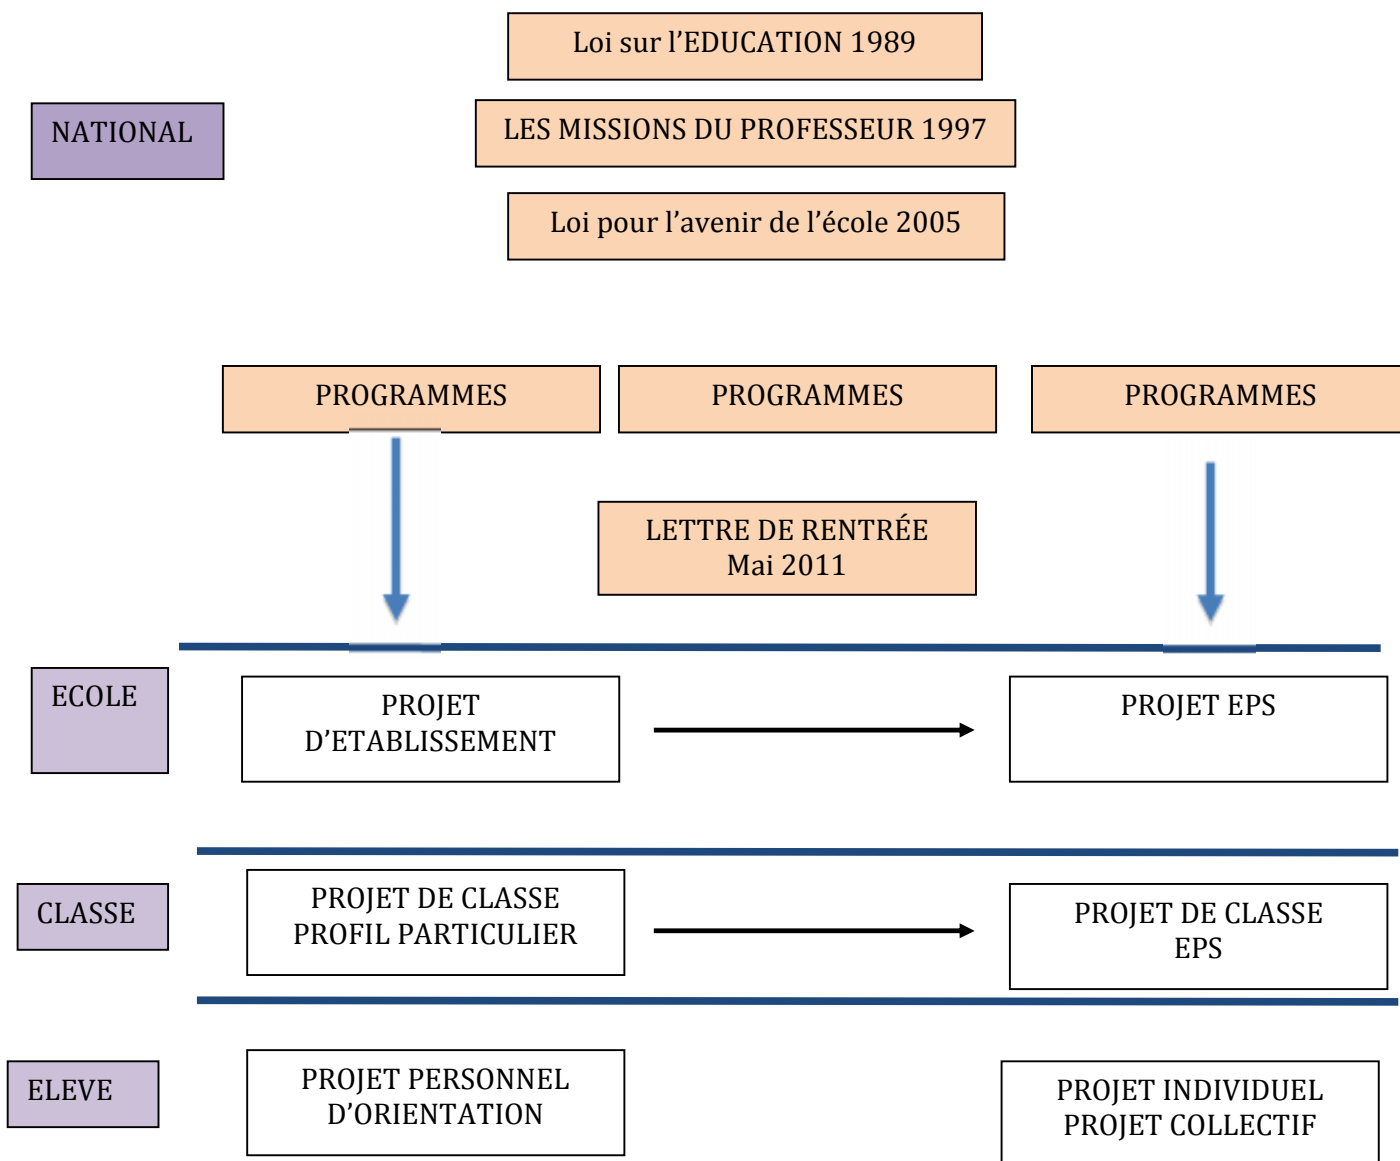 Loi sur l'EDUCATION 1989
NATIONAL
LES MISSIONS DU PROFESSEUR 1997
Loi pour l'avenir de l'école 2005
PROGRAMMES
PROGRAMMES
PROGRAMMES
LETTRE DE RENTRÉE
Mai 2011
ECOLE
PROJET
D'ETABLISSEMENT
PROJET EPS
CLASSE
PROJET DE CLASSE
PROFIL PARTICULIER
PROJET DE CLASSE
EPS
ELEVE
PROJET PERSONNEL
D'ORIENTATION
PROJET INDIVIDUEL
PROJET COLLECTIF